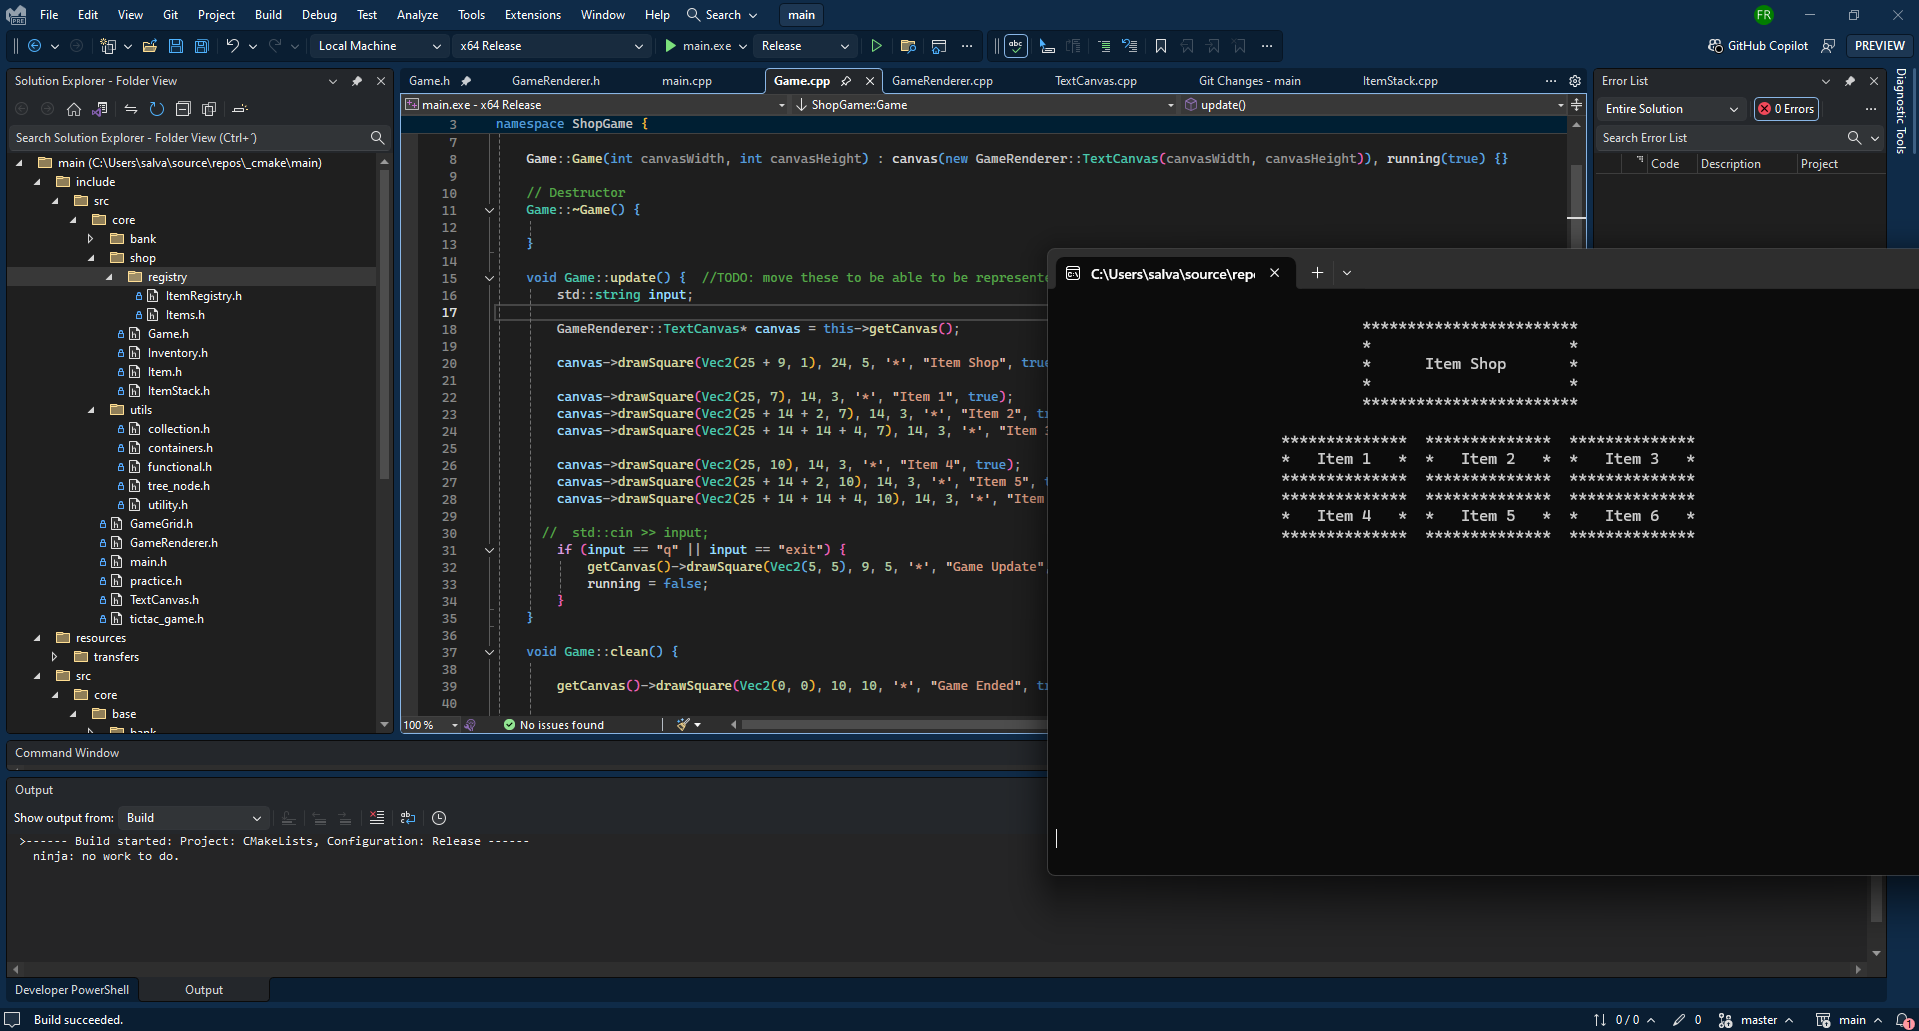 File Edit View Git Project Build Debug Test Analyze Tools Extensions Window Help Search main FR
Local Machine x64 Release main.exe Release abc GitHub Copilot PREVIEW
Solution Explorer - Folder View
Search Solution Explorer - Folder View (Ctrl+´)
main (C:\Users\salva\source\repos\_cmake\main)
include
src
core
bank
shop
registry
ItemRegistry.h
Items.h
Game.h
Inventory.h
Item.h
ItemStack.h
utils
collection.h
containers.h
functional.h
tree_node.h
utility.h
GameGrid.h
GameRenderer.h
main.h
practice.h
TextCanvas.h
tictac_game.h
resources
transfers
src
core
base
bank
Game.h GameRenderer.h main.cpp Game.cpp GameRenderer.cpp TextCanvas.cpp Git Changes - main ItemStack.cpp
main.exe - x64 Release ShopGame::Game update()
3 namespace ShopGame {
7
8 Game::Game(int canvasWidth, int canvasHeight) : canvas(new GameRenderer::TextCanvas(canvasWidth, canvasHeight)), running(true) {}
9
10 // Destructor
11 Game::~Game() {
12
13 }
14
15 void Game::update() { //TODO: move these to be able to be represente
16 std::string input;
17
18 GameRenderer::TextCanvas* canvas = this->getCanvas();
19
20 canvas->drawSquare(Vec2(25 + 9, 1), 24, 5, '*', "Item Shop", true
21
22 canvas->drawSquare(Vec2(25, 7), 14, 3, '*', "Item 1", true);
23 canvas->drawSquare(Vec2(25 + 14 + 2, 7), 14, 3, '*', "Item 2", tr
24 canvas->drawSquare(Vec2(25 + 14 + 14 + 4, 7), 14, 3, '*', "Item 3
25
26 canvas->drawSquare(Vec2(25, 10), 14, 3, '*', "Item 4", true);
27 canvas->drawSquare(Vec2(25 + 14 + 2, 10), 14, 3, '*', "Item 5", t
28 canvas->drawSquare(Vec2(25 + 14 + 14 + 4, 10), 14, 3, '*', "Item
29
30 // std::cin >> input;
31 if (input == "q" || input == "exit") {
32 getCanvas()->drawSquare(Vec2(5, 5), 9, 5, '*', "Game Update",
33 running = false;
34 }
35 }
36
37 void Game::clean() {
38
39 getCanvas()->drawSquare(Vec2(0, 0), 10, 10, '*', "Game Ended", tr
40
100 % No issues found
Error List
Entire Solution 0 Errors
Search Error List
Code Description Project
Diagnostic Tools
C:\Users\salva\source\repo
************************
* *
* Item Shop *
* *
************************
************** ************** **************
* Item 1 * * Item 2 * * Item 3 *
************** ************** **************
************** ************** **************
* Item 4 * * Item 5 * * Item 6 *
************** ************** **************
Command Window
Output
Show output from: Build
>------ Build started: Project: CMakeLists, Configuration: Release ------
ninja: no work to do.
Developer PowerShell Output
Build succeeded. 0 / 0 0 master main 1